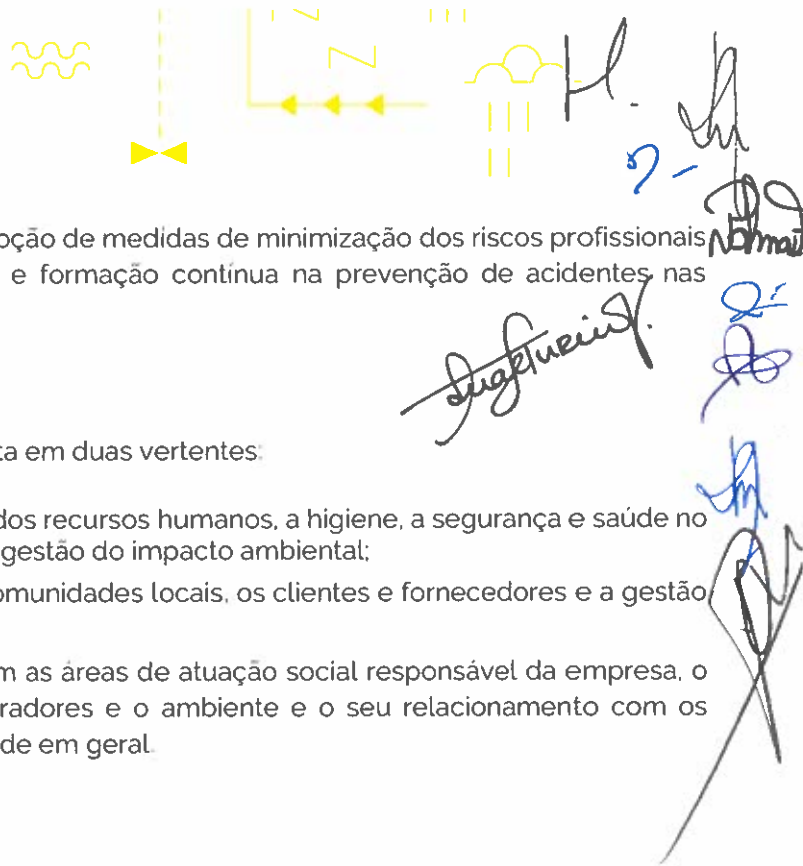 pção de medidas de minimização dos riscos profissionais
e formação contínua na prevenção de acidentes nas
ta em duas vertentes:
dos recursos humanos, a higiene, a segurança e saúde no
gestão do impacto ambiental;
omunidades locais, os clientes e fornecedores e a gestão
m as áreas de atuação social responsável da empresa, o
radores e o ambiente e o seu relacionamento com os
de em geral.